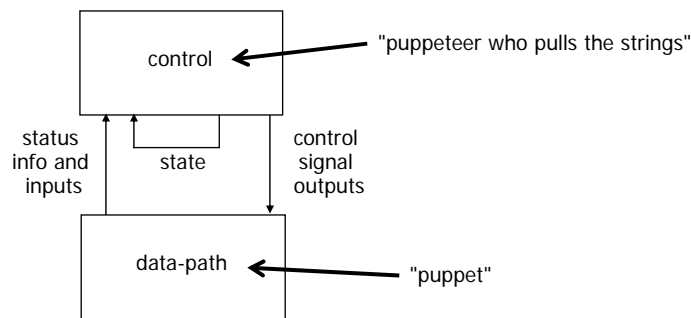 control
"puppeteer who pulls the strings"
status
info and
inputs
state
control
signal
outputs
data-path
"puppet"